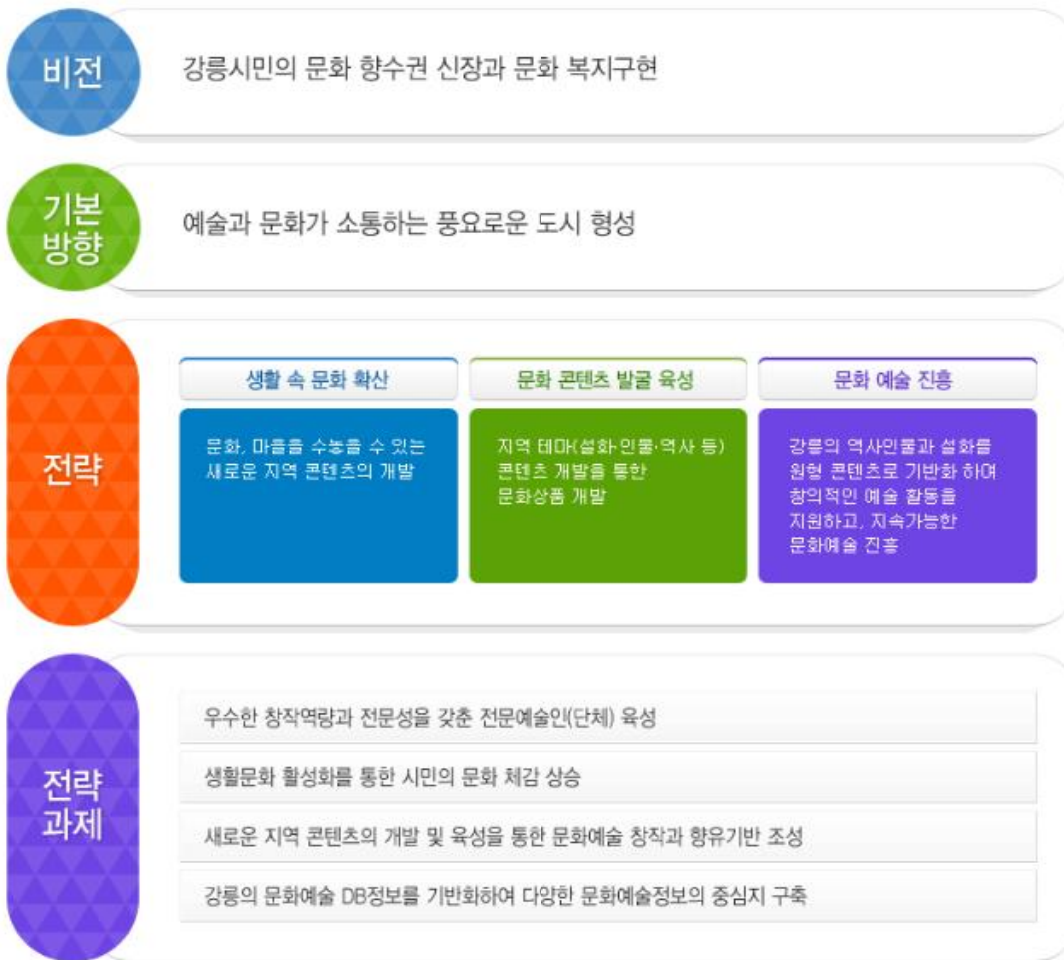 비전
강릉시민의 문화 향수권 신장과 문화 복지구현
기본
방향
예술과 문화가 소통하는 풍요로운 도시 형성
전략
생활 속 문화 확산
문화, 마을을 수놓을 수 있는
새로운 지역 콘텐츠의 개발
문화 콘텐츠 발굴 육성
지역 테마(설화·인물·역사 등)
콘텐츠 개발을 통한
문화상품 개발
문화 예술 진흥
강릉의 역사인물과 설화를
원형 콘텐츠로 기반화 하며
창의적인 예술 활동을
지원하고, 지속가능한
문화예술 진흥
전략
과제
우수한 창작역량과 전문성을 갖춘 전문예술인(단체) 육성
생활문화 활성화를 통한 시민의 문화 체감 상승
새로운 지역 콘텐츠의 개발 및 육성을 통한 문화예술 창작과 향유기반 조성
강릉의 문화예술 DB정보를 기반화하여 다양한 문화예술정보의 중심지 구축